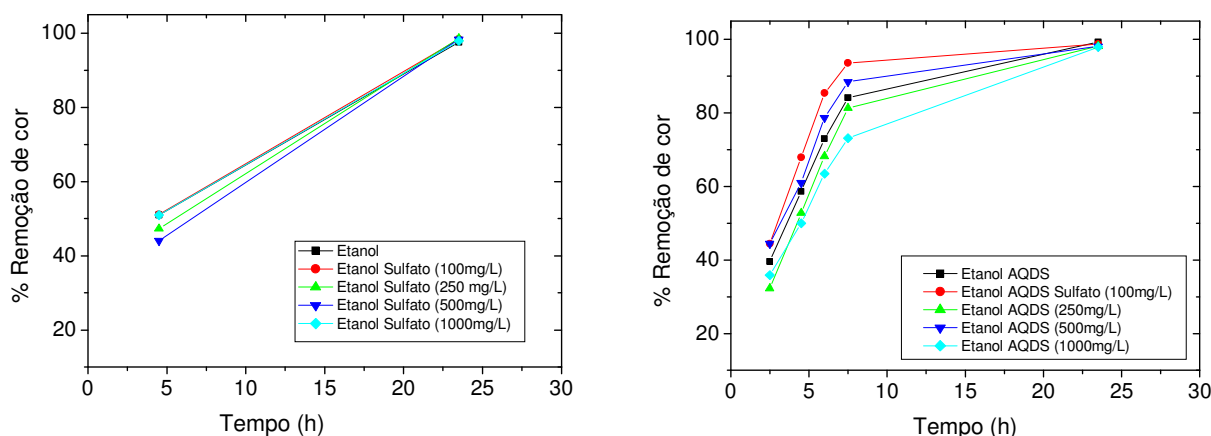 100
80
60
40
20
0 5 10 15 20 25 30
% Remoção de cor
Tempo (h)
Etanol
Etanol Sulfato (100mg/L)
Etanol Sulfato (250 mg/L)
Etanol Sulfato (500mg/L)
Etanol Sulfato (1000mg/L)
100
80
60
40
20
0 5 10 15 20 25 30
% Remoção de cor
Tempo (h)
Etanol AQDS
Etanol AQDS Sulfato (100mg/L)
Etanol AQDS (250mg/L)
Etanol AQDS (500mg/L)
Etanol AQDS (1000mg/L)